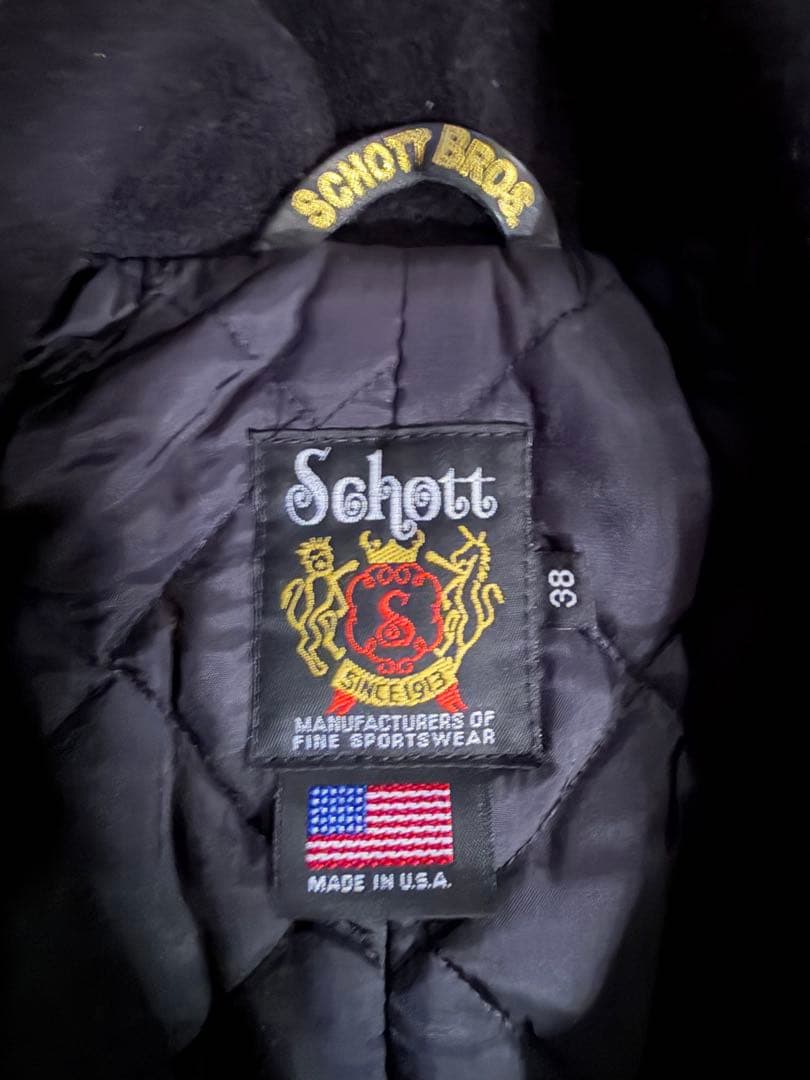 SCHOTT BROS.
Schott
S
SINCE 1913
MANUFACTURERS OF
FINE SPORTSWEAR
38
MADE IN U.S.A.